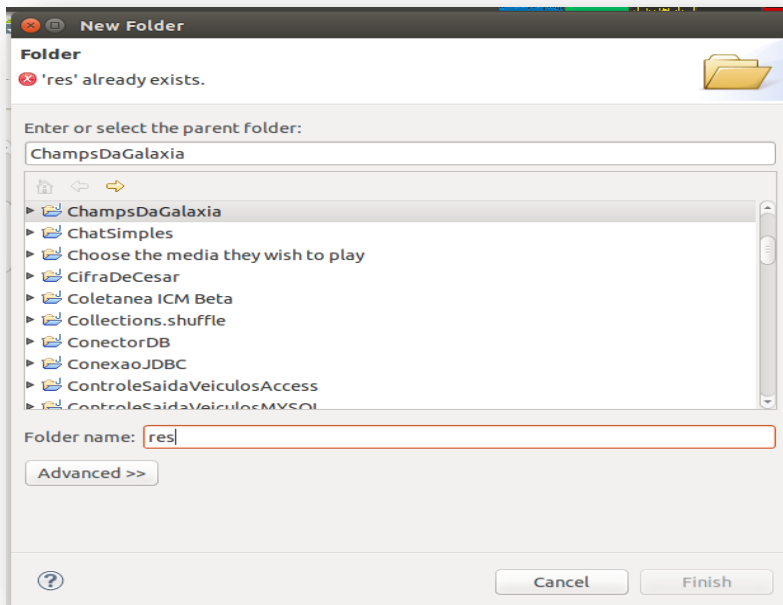 New Folder
Folder
'res' already exists.
Enter or select the parent folder:
ChampsDaGalaxia
ChampsDaGalaxia
ChatSimples
Choose the media they wish to play
CifraDeCesar
Coletanea ICM Beta
Collections.shuffle
ConectorDB
ConexaoJDBC
ControleSaidaVeiculosAccess
ControleSaidaVeiculosMYSQL
Folder name: res
Advanced >>
Cancel Finish